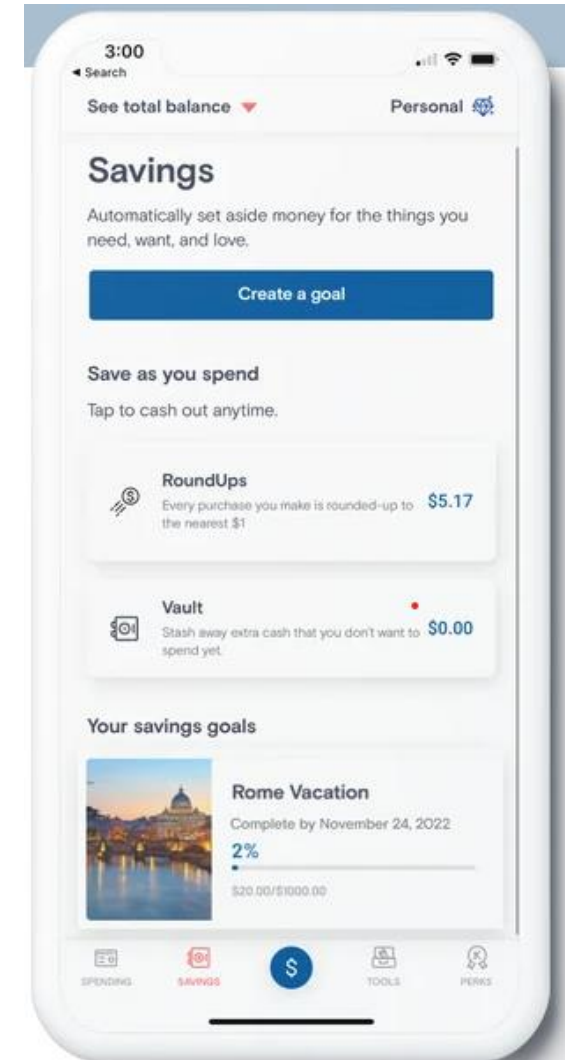 3:00
Search
See total balance
Personal
Savings
Automatically set aside money for the things you
need, want, and love.
Create a goal
Save as you spend
Tap to cash out anytime.
RoundUps
Every purchase you make is rounded-up to
the nearest $1
$5.17
Vault
Stash away extra cash that you don't want to
spend yet.
$0.00
Your savings goals
Rome Vacation
Complete by November 24, 2022
2%
$20.00/$1000.00
$
SPENDING
SAVINGS
TOOLS
PERKS